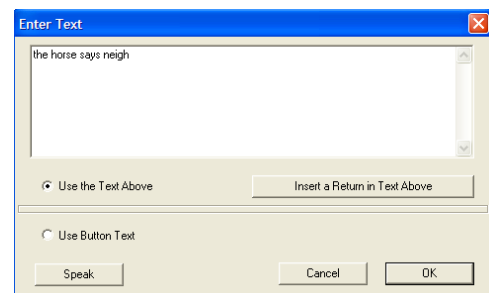 Enter Text
the horse says neigh
Use the Text Above
Insert a Return in Text Above
Use Button Text
Speak
Cancel
OK